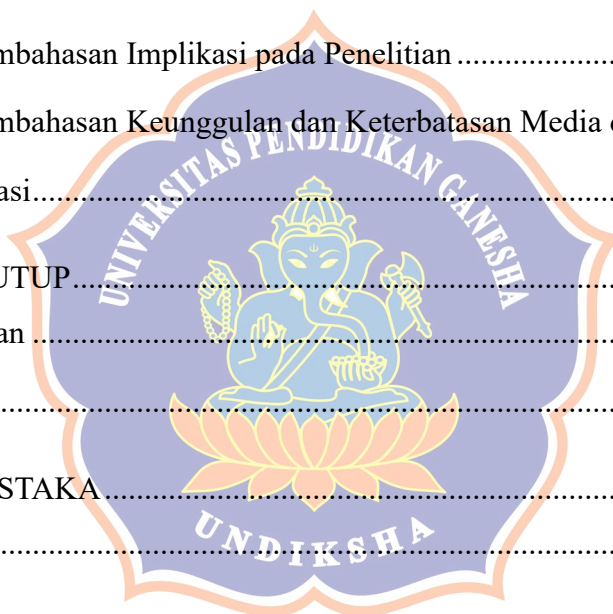 mbahasan Implikasi pada Penelitian ....................
mbahasan Keunggulan dan Keterbatasan Media
UNIVERSITAS PENDIDIKAN GANESHA
asi..............................................................................
UTUP.........................................................................
an ..............................................................................
..................................................................................
STAKA .....................................................................
UNDIKSHA
..................................................................................